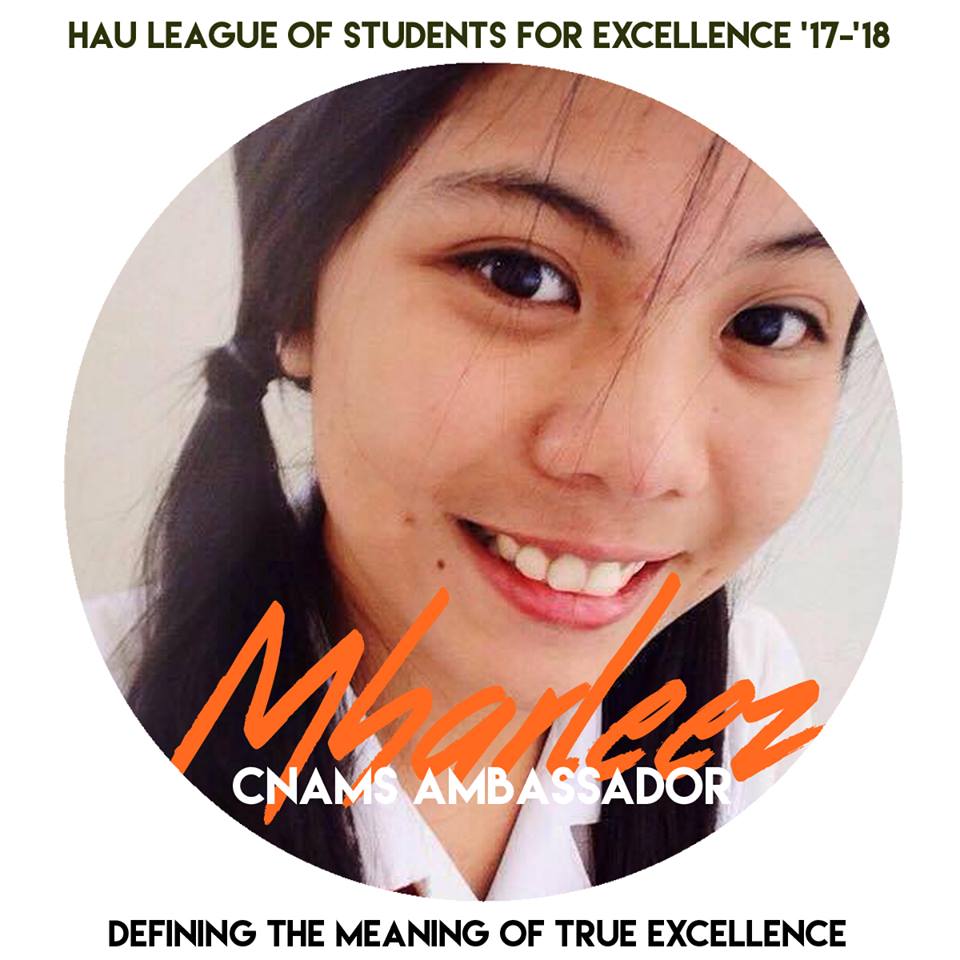 HAU LEAGUE OF STUDENTS FOR EXCELLENCE '17-'18
Mharleez
CNAMS AMBASSADOR
DEFINING THE MEANING OF TRUE EXCELLENCE